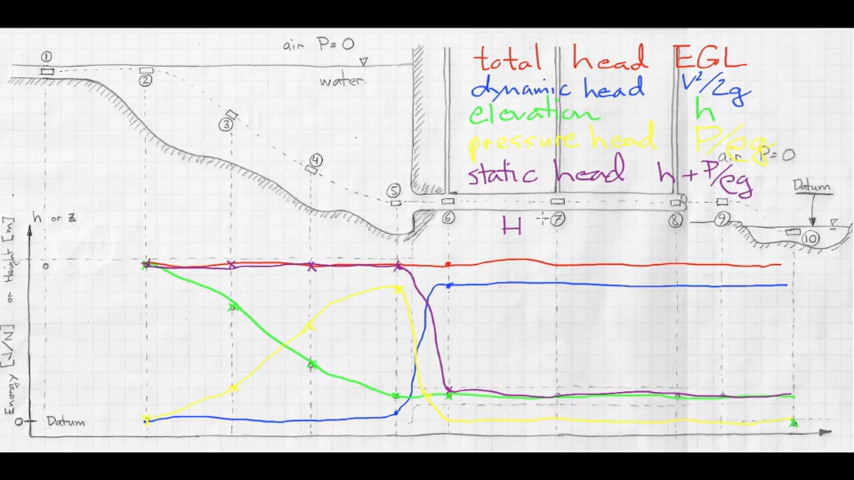 ① air P=0
② water
③
④
⑤
total head EGL
dynamic head V²/2g
elevation h
pressure head P/ρg
air P=0
static head h + P/ρg
Datum
⑥ H ⑦ ⑧ ⑨ ⑩
h or z
Energy [J/N] or Height [m]
0
0 Datum